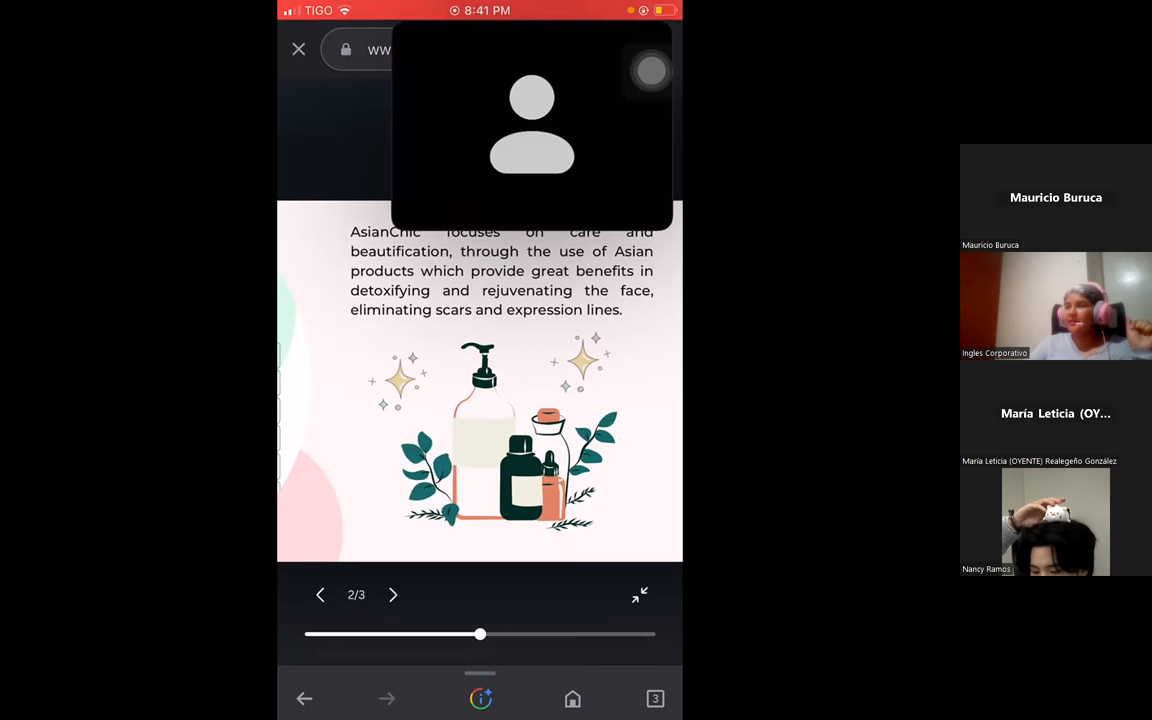 TIGO
8:41 PM
ww
AsianChic focuses on care and
beautification, through the use of Asian
products which provide great benefits in
detoxifying and rejuvenating the face,
eliminating scars and expression lines.
2/3
3
Mauricio Buruca
Mauricio Buruca
Ingles Corporativo
María Leticia (OY...
María Leticia (OYENTE) Realegeño González
Nancy Ramos